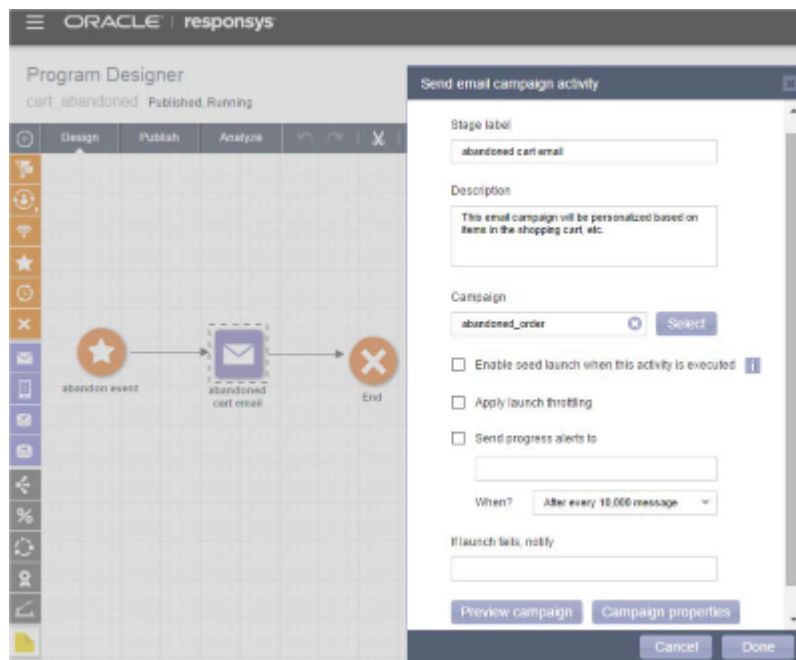 ORACLE | responsys
Program Designer
cart_abandoned Published, Running
Design Publish Analyze
abandon event
abandoned
cart email
End
Send email campaign activity
Stage label
abandoned cart email
Description
This email campaign will be personalized based on
items in the shopping cart, etc.
Campaign
abandoned_order
Select
Enable seed launch when this activity is executed i
Apply launch throttling
Send progress alerts to
When? After every 10,000 message
If launch fails, notify
Preview campaign Campaign properties
Cancel Done